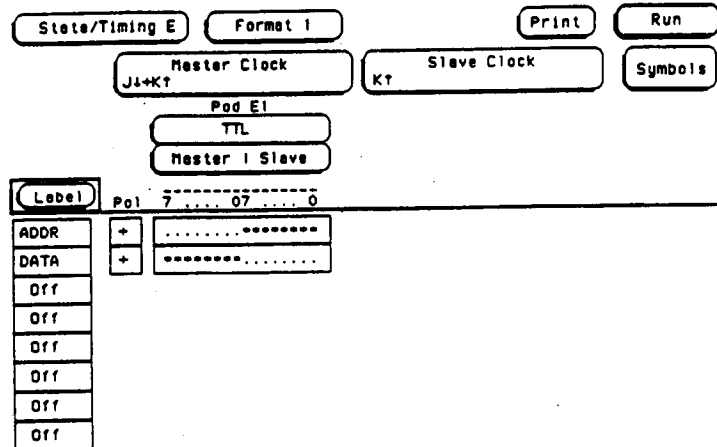 State/Timing E Format 1 Print Run
Master Clock Slave Clock Symbols
J↓+K↑ K↑
Pod E1
TTL
Master | Slave
Label Pol 7 .... 07 .... 0
ADDR + ........********
DATA + ********........
Off
Off
Off
Off
Off
Off